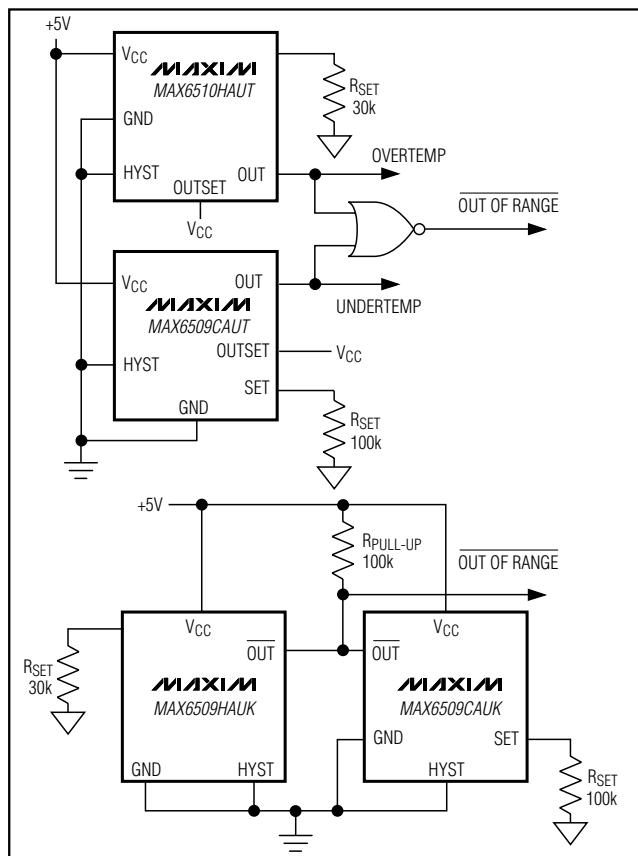 +5V
VCC
MAXIM
MAX6510HAUT
RSET
30k
GND
OVERTEMP
HYST
OUT
OUT OF RANGE
OUTSET
VCC
VCC
OUT
MAXIM
UNDERTEMP
MAX6509CAUT
OUTSET
VCC
HYST
SET
GND
RSET
100k
+5V
RPULL-UP
100k
OUT OF RANGE
VCC
VCC
RSET
30k
OUT
OUT
MAXIM
MAX6509HAUK
MAXIM
MAX6509CAUK
GND
SET
GND
HYST
HYST
RSET
100k